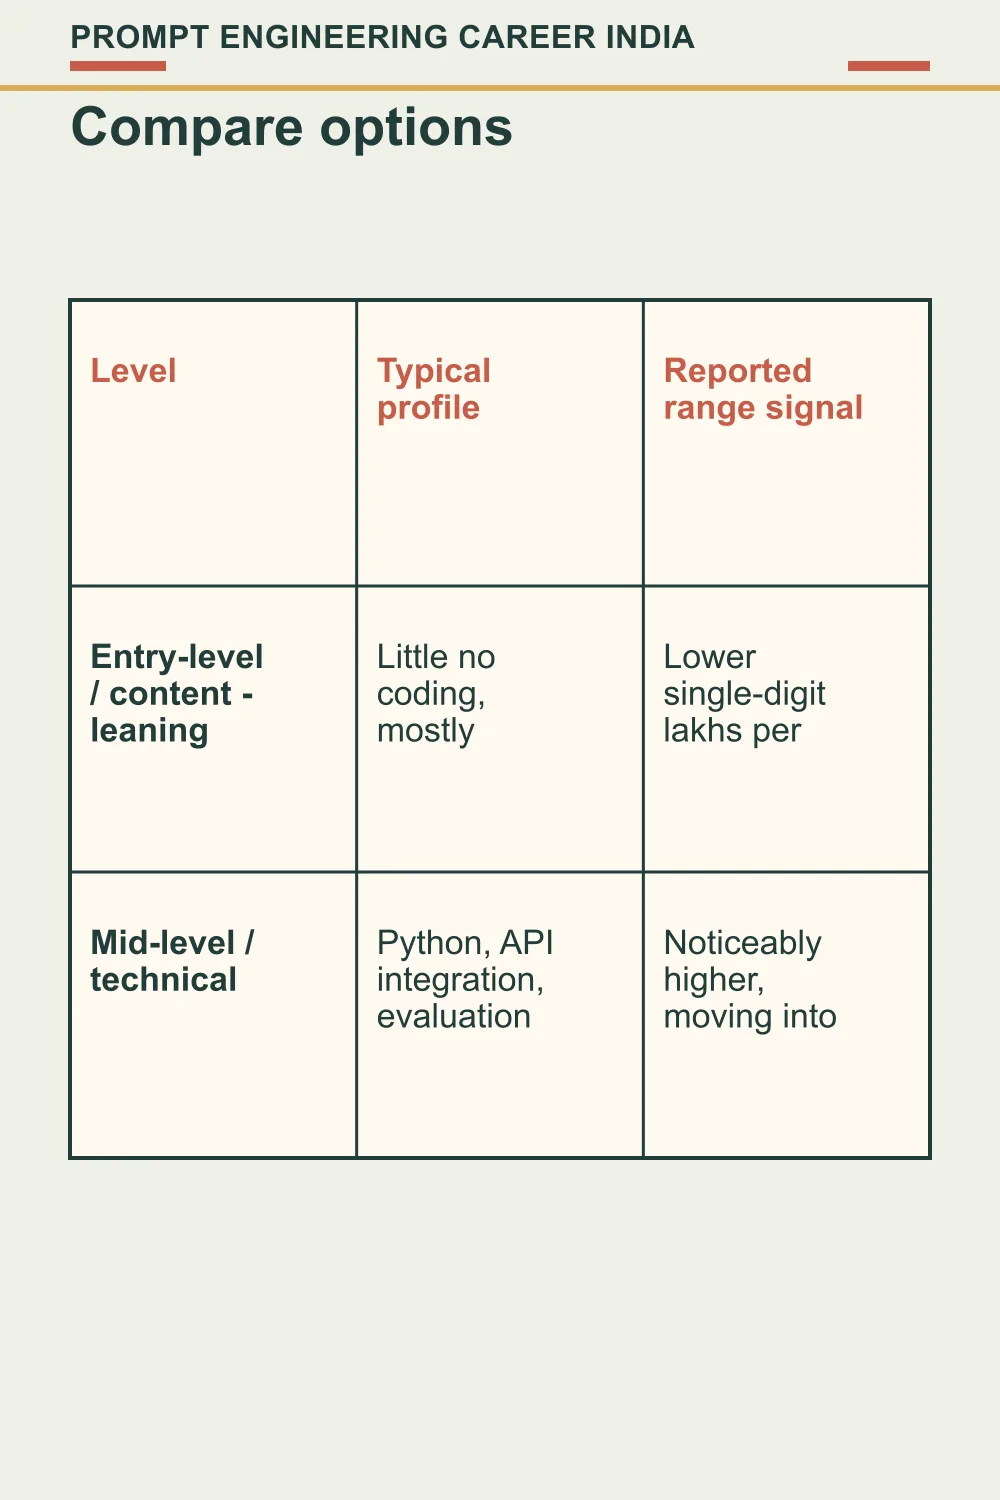 PROMPT ENGINEERING CAREER INDIA
Compare options
Level
Typical
profile
Reported
range signal
Entry-level
/ content -
leaning
Little no
coding,
mostly
Lower
single-digit
lakhs per
Mid-level /
technical
Python, API
integration,
evaluation
Noticeably
higher,
moving into